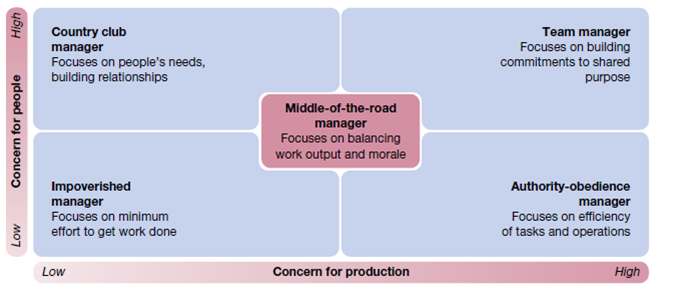 High
Concern for people
Low
Country club
manager
Focuses on people's needs,
building relationships
Team manager
Focuses on building
commitments to shared
purpose
Middle-of-the-road
manager
Focuses on balancing
work output and morale
Impoverished
manager
Focuses on minimum
effort to get work done
Authority-obedience
manager
Focuses on efficiency
of tasks and operations
Low
Concern for production
High